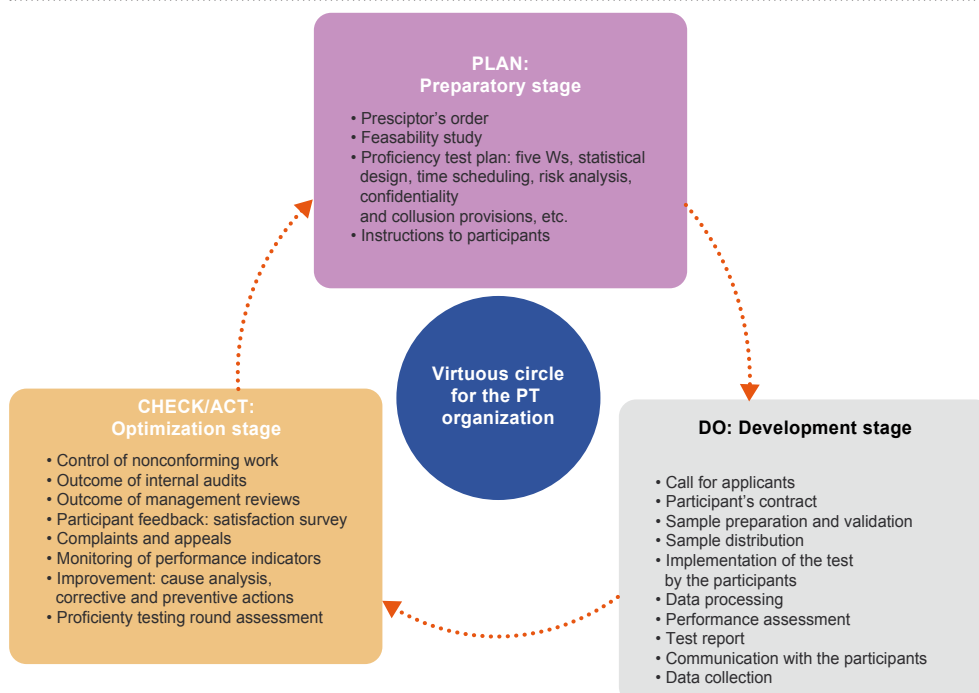 PLAN:
Preparatory stage
• Presciptor’s order
• Feasability study
• Proficiency test plan: five Ws, statistical
design, time scheduling, risk analysis,
confidentiality
and collusion provisions, etc.
• Instructions to participants
Virtuous circle
for the PT
organization
CHECK/ACT:
Optimization stage
• Control of nonconforming work
• Outcome of internal audits
• Outcome of management reviews
• Participant feedback: satisfaction survey
• Complaints and appeals
• Monitoring of performance indicators
• Improvement: cause analysis,
corrective and preventive actions
• Proficienty testing round assessment
DO: Development stage
• Call for applicants
• Participant’s contract
• Sample preparation and validation
• Sample distribution
• Implementation of the test
by the participants
• Data processing
• Performance assessment
• Test report
• Communication with the participants
• Data collection